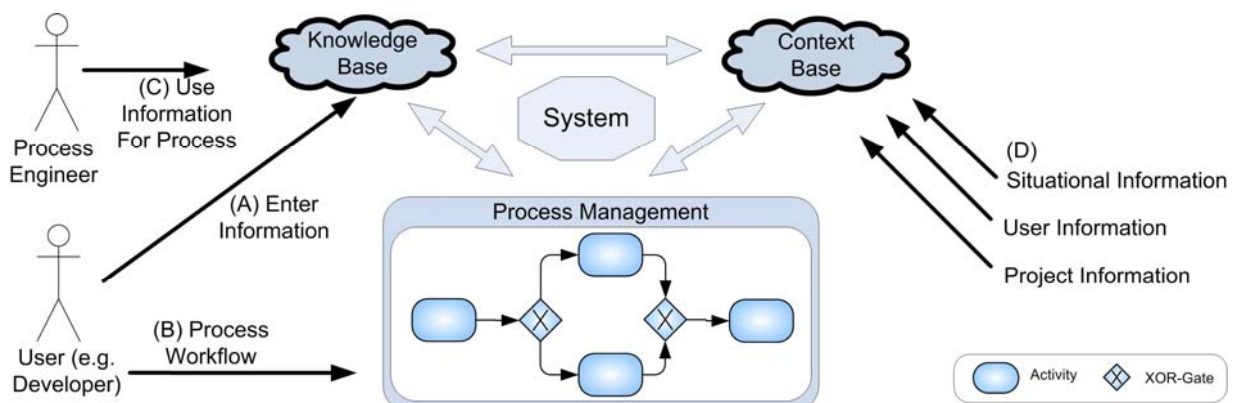 Knowledge
Base
Context
Base
System
(C) Use
Information
For Process
Process
Engineer
(A) Enter
Information
(D)
Situational Information
User Information
Project Information
Process Management
X
X
(B) Process
Workflow
User (e.g.
Developer)
Activity
X
XOR-Gate